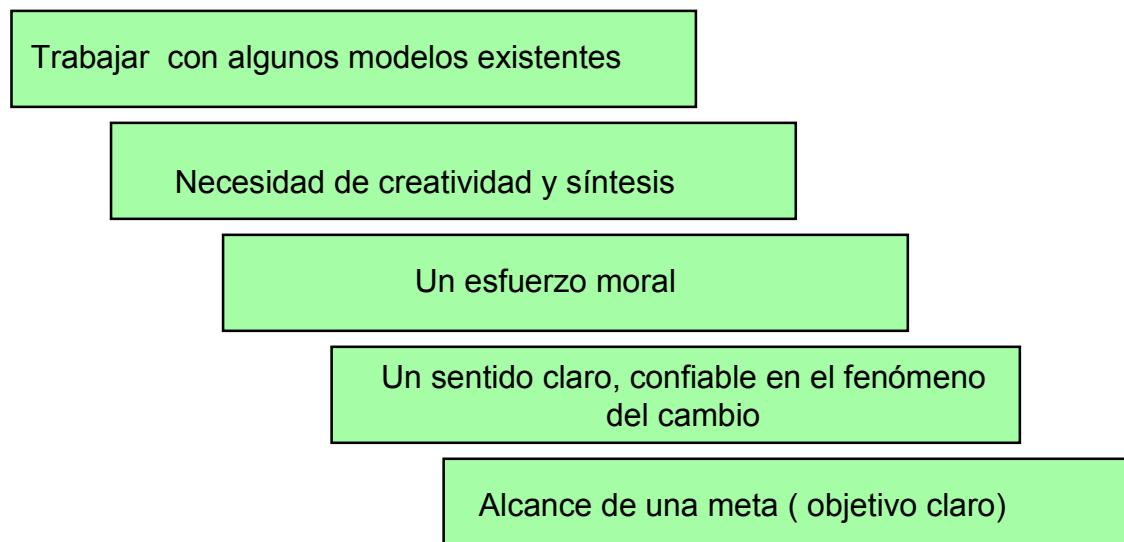 Trabajar con algunos modelos existentes
Necesidad de creatividad y síntesis
Un esfuerzo moral
Un sentido claro, confiable en el fenómeno
del cambio
Alcance de una meta ( objetivo claro)